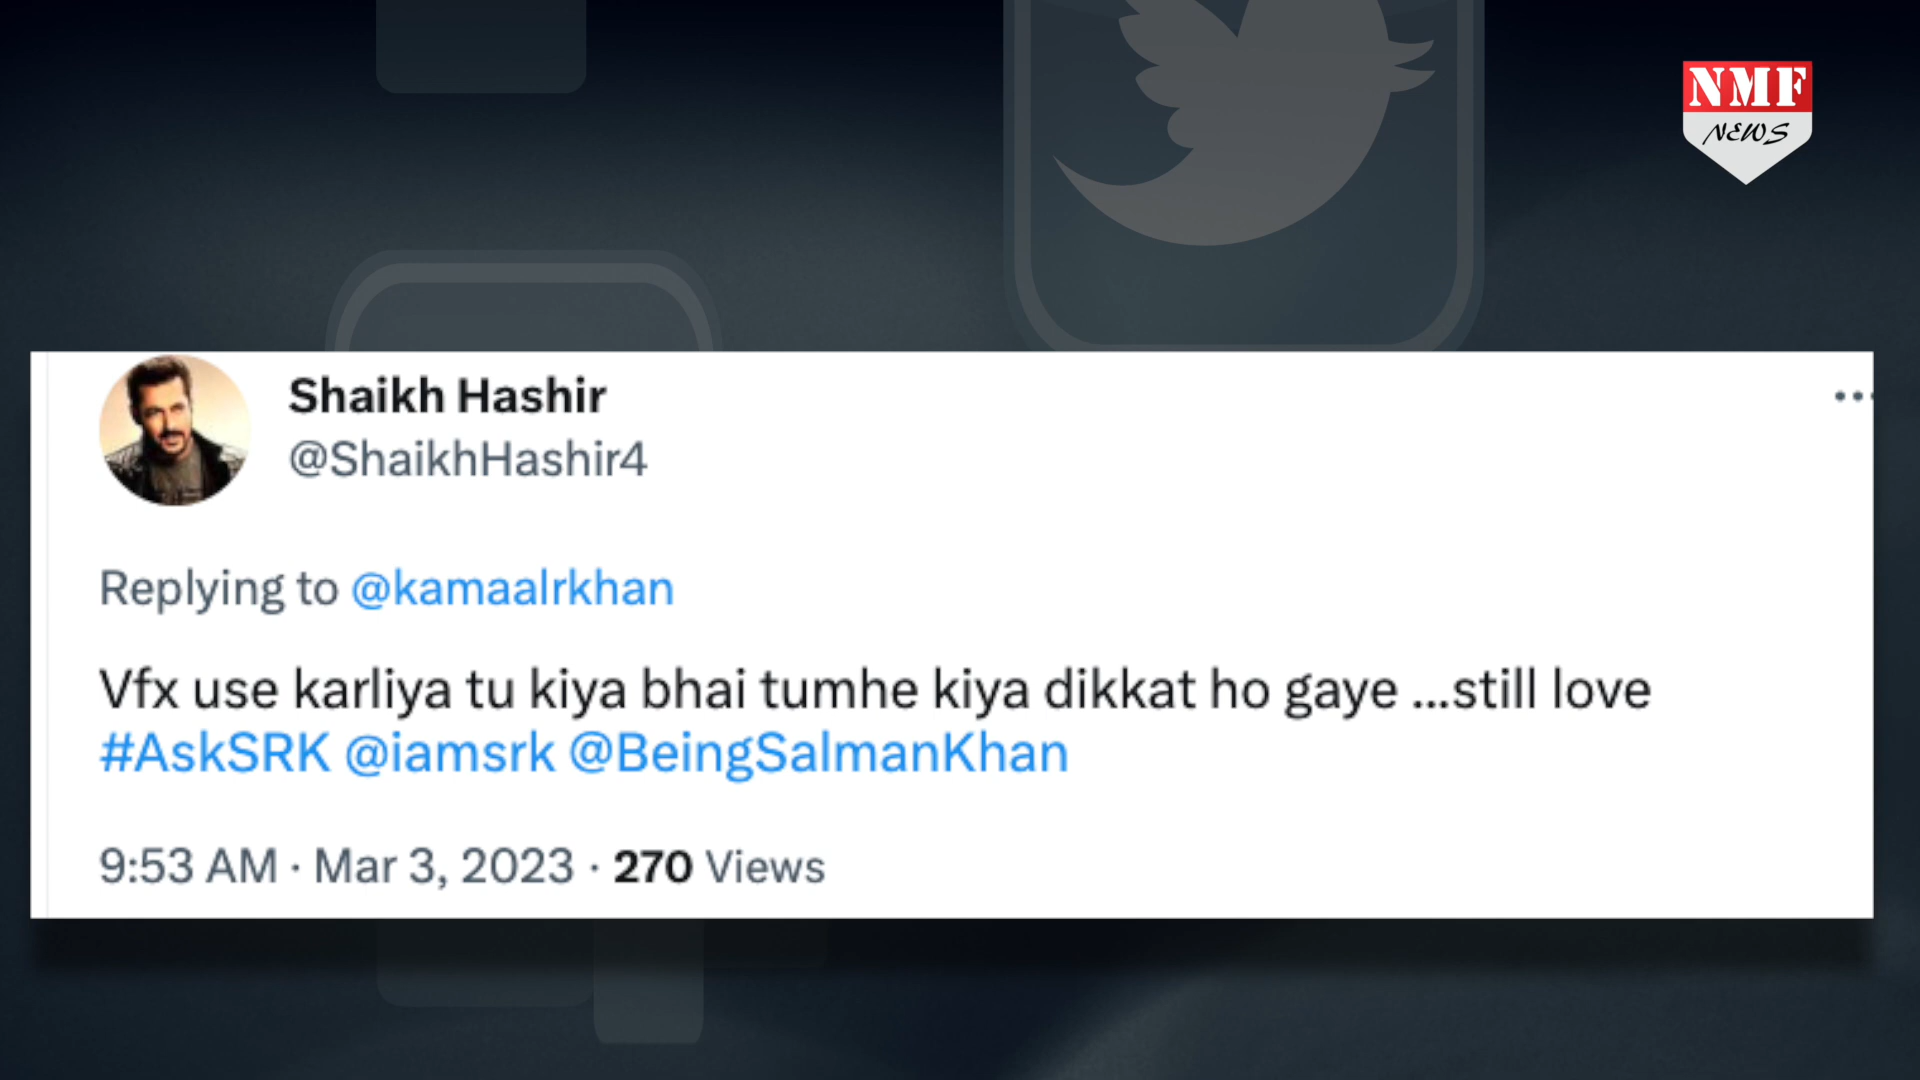 NMF
NEWS
Shaikh Hashir
@ShaikhHashir4
Replying to @kamaalrkhan
Vfx use karliya tu kiya bhai tumhe kiya dikkat ho gaye ...still love
#AskSRK @iamsrk @BeingSalmanKhan
9:53 AM · Mar 3, 2023 · 270 Views